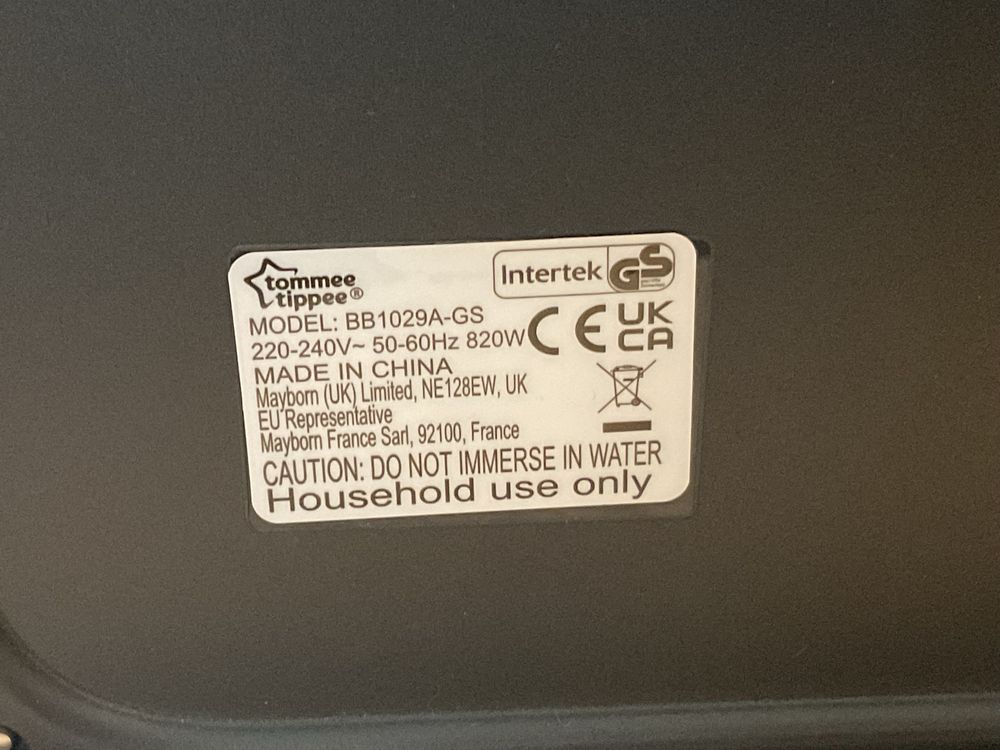 tommee
tippee®
Intertek GS
MODEL: BB1029A-GS
220-240V~ 50-60Hz 820W
CE UK
CA
MADE IN CHINA
Mayborn (UK) Limited, NE128EW, UK
EU Representative
Mayborn France Sarl, 92100, France
CAUTION: DO NOT IMMERSE IN WATER
Household use only